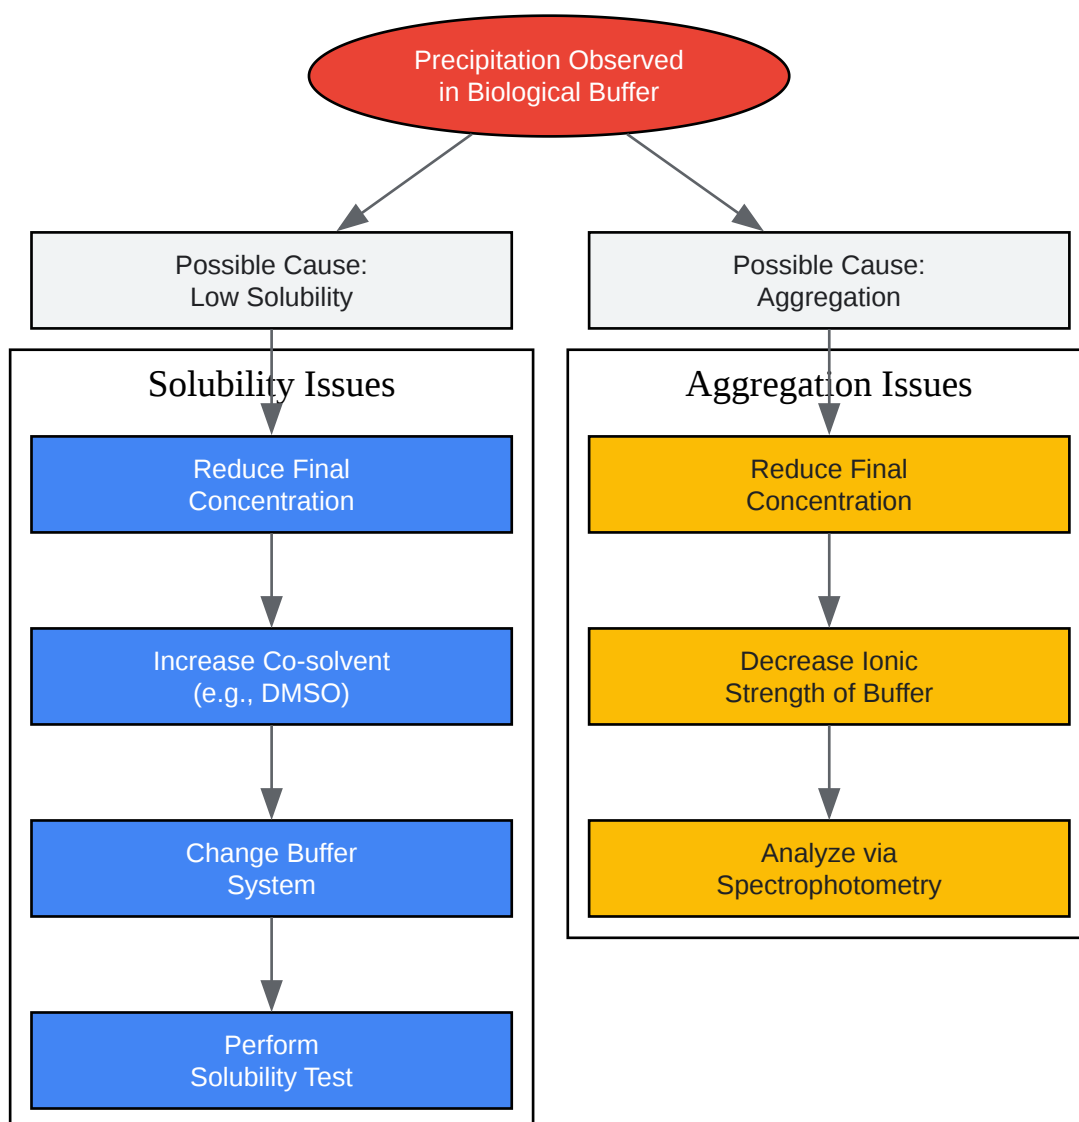 Precipitation Observed
in Biological Buffer
Possible Cause:
Low Solubility
Possible Cause:
Aggregation
Solubility Issues
Aggregation Issues
Reduce Final
Concentration
Reduce Final
Concentration
Increase Co-solvent
(e.g., DMSO)
Decrease Ionic
Strength of Buffer
Change Buffer
System
Analyze via
Spectrophotometry
Perform
Solubility Test